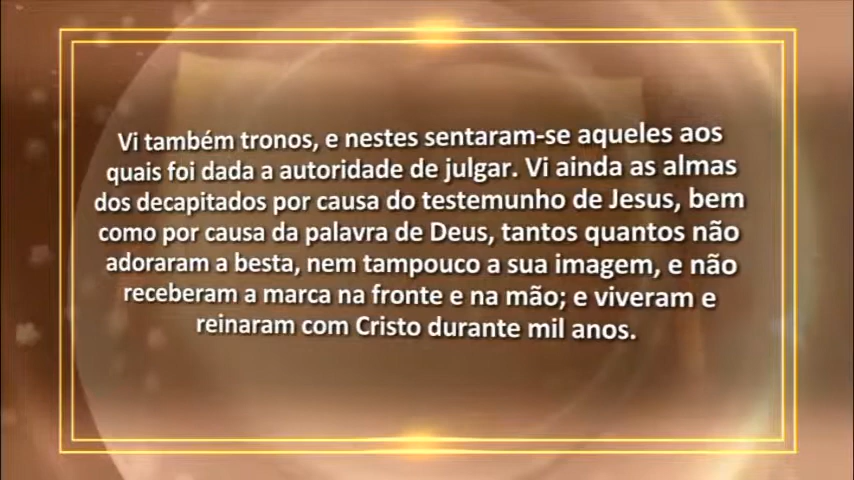 Vi também tronos, e nestes sentaram-se aqueles aos
quais foi dada a autoridade de julgar. Vi ainda as almas
dos decapitados por causa do testemunho de Jesus, bem
como por causa da palavra de Deus, tantos quantos não
adoraram a besta, nem tampouco a sua imagem, e não
receberam a marca na fronte e na mão; e viveram e
reinaram com Cristo durante mil anos.